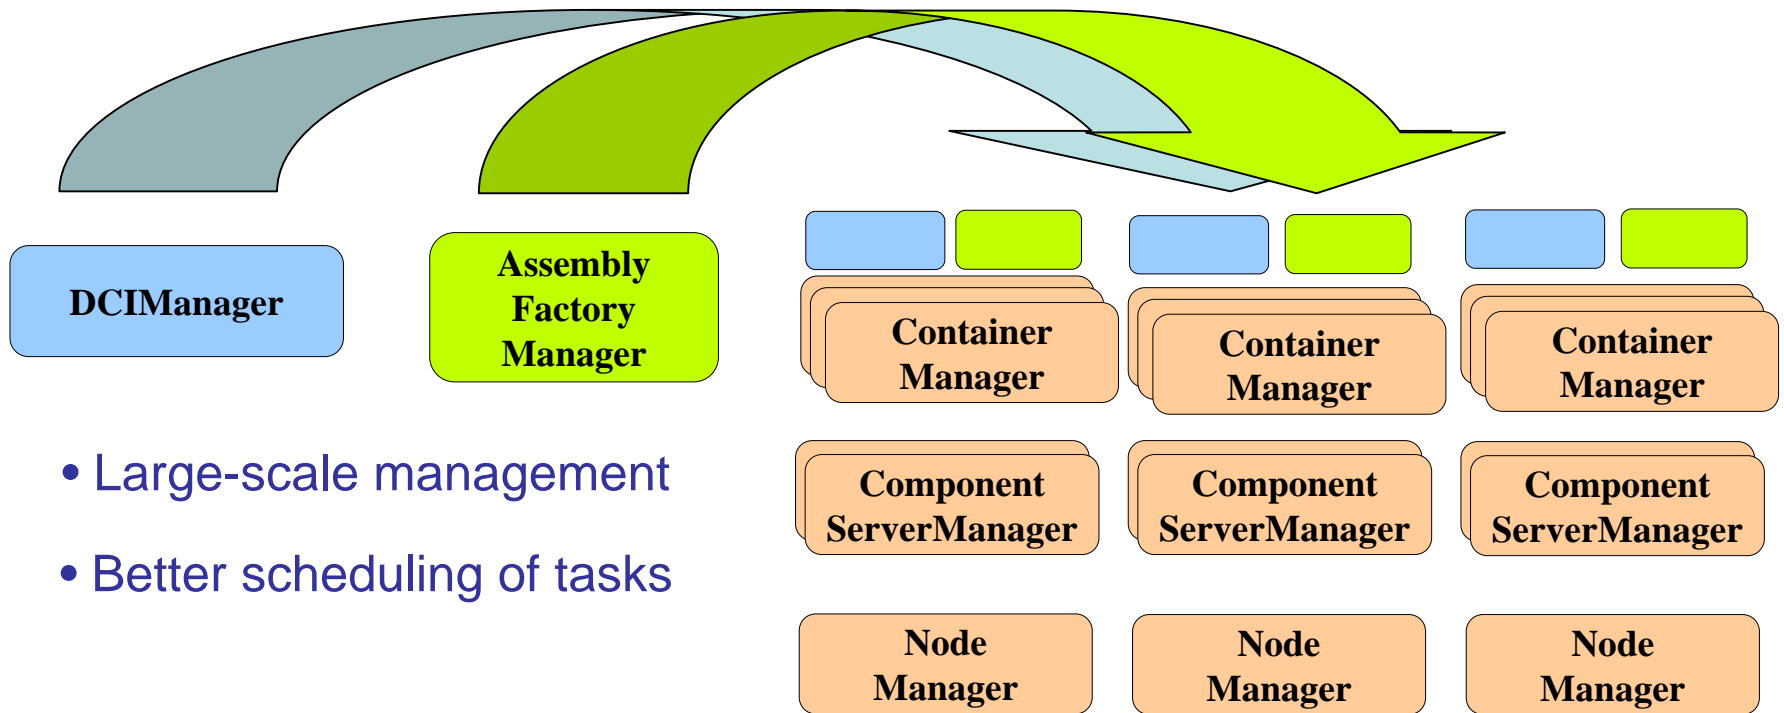 DCIManager
Assembly
Factory
Manager
Container
Manager
Container
Manager
Container
Manager
• Large-scale management
• Better scheduling of tasks
Component
ServerManager
Component
ServerManager
Component
ServerManager
Node
Manager
Node
Manager
Node
Manager